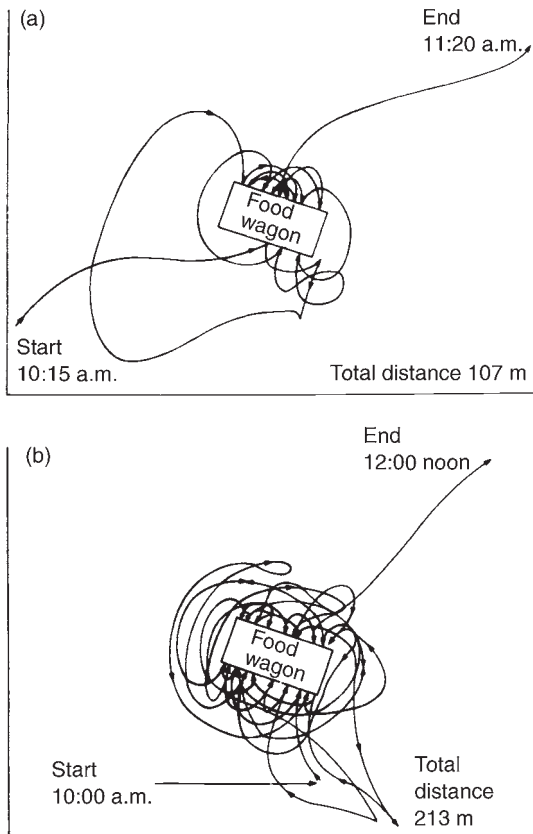 (a)
End
11:20 a.m.
Food
wagon
Start
10:15 a.m.
Total distance 107 m
(b)
End
12:00 noon
Food
wagon
Start
10:00 a.m.
Total
distance
213 m